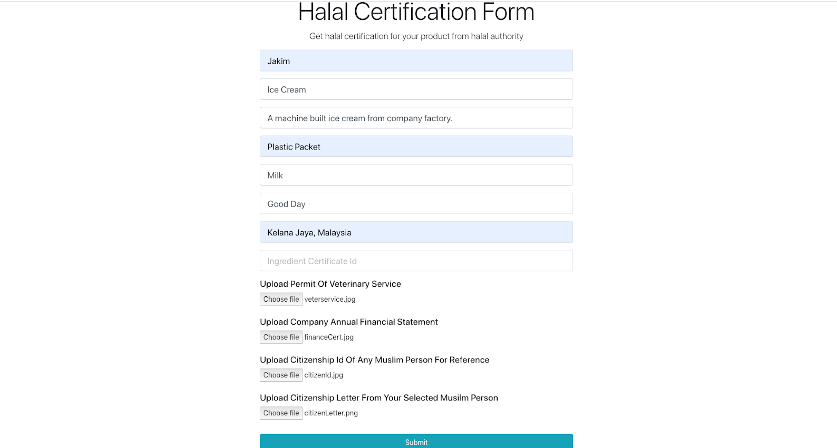 Halal Certification Form
Get halal certification for your product from halal authority
Jakim
Ice Cream
A machine built ice cream from company factory.
Plastic Packet
Milk
Good Day
Kelana Jaya, Malaysia
Ingredient Certificate Id
Upload Permit Of Veterinary Service
Choose file veterservice.jpg
Upload Company Annual Financial Statement
Choose file financeCert.jpg
Upload Citizenship Id Of Any Muslim Person For Reference
Choose file citizenId.jpg
Upload Citizenship Letter From Your Selected Musilm Person
Choose file citizenLetter.png
Submit